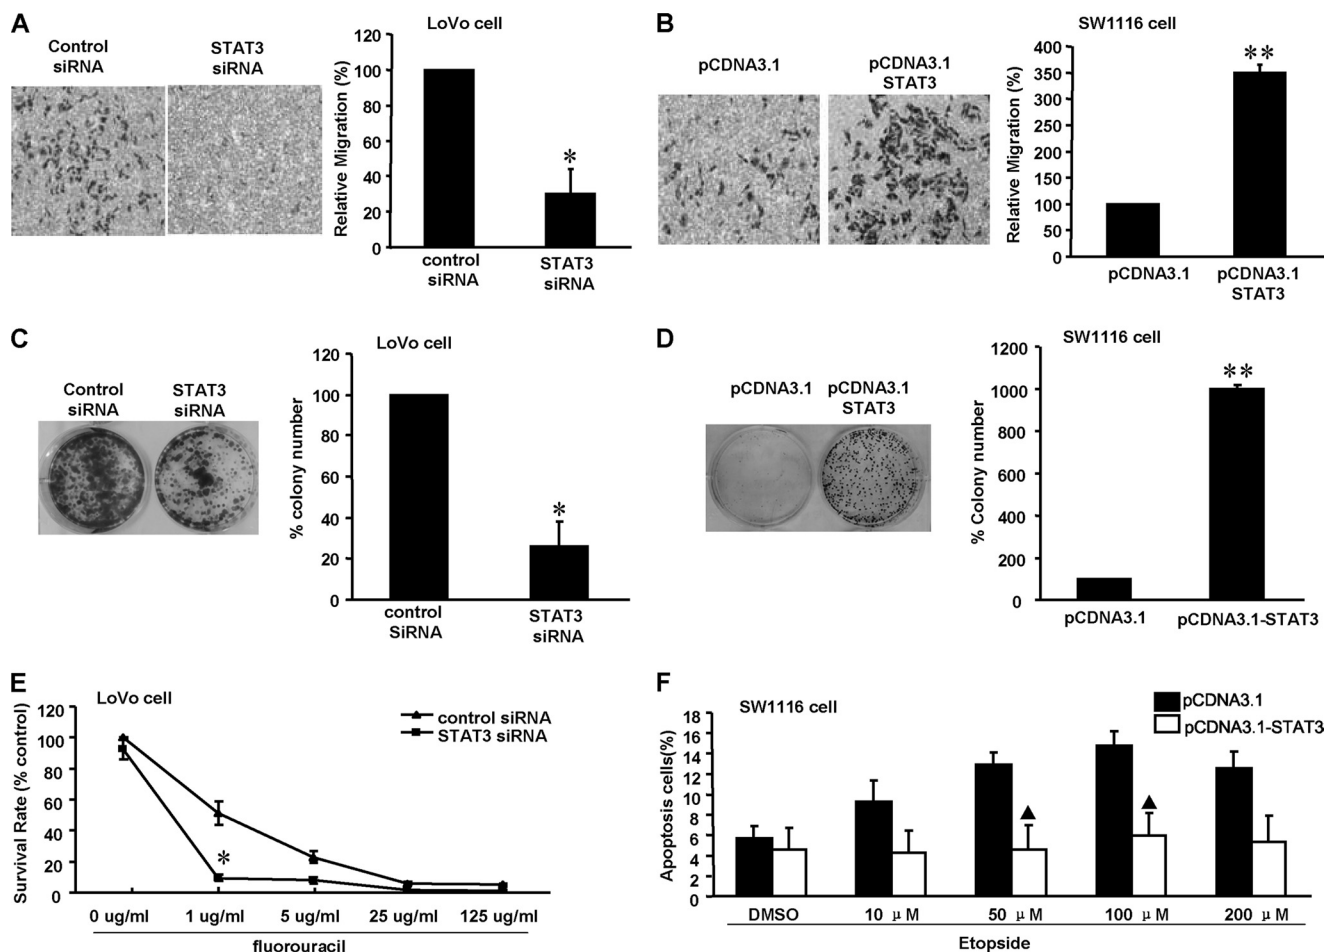 A
Control
siRNA
STAT3
siRNA
LoVo cell
Relative Migration (%)
120
100
80
60
40
20
0
*
control
siRNA
STAT3
siRNA
B
pCDNA3.1
pCDNA3.1
STAT3
SW1116 cell
Relative Migration (%)
400
350
300
250
200
150
100
50
0
**
pCDNA3.1
pCDNA3.1
STAT3
C
Control
siRNA
STAT3
siRNA
LoVo cell
% colony number
120
100
80
60
40
20
0
*
control
SiRNA
STAT3
siRNA
D
pCDNA3.1
pCDNA3.1
STAT3
SW1116 cell
% Colony number
1200
1000
800
600
400
200
0
**
pCDNA3.1
pCDNA3.1-STAT3
E
LoVo cell
control siRNA
STAT3 siRNA
Survival Rate (% control)
120
100
80
60
40
20
0
*
0 ug/ml
1 ug/ml
5 ug/ml
25 ug/ml
125 ug/ml
fluorouracil
F
SW1116 cell
pCDNA3.1
pCDNA3.1-STAT3
Apoptosis cells(%)
18
16
14
12
10
8
6
4
2
0
DMSO
10 μ M
50 μ M
100 μ M
200 μ M
Etopside